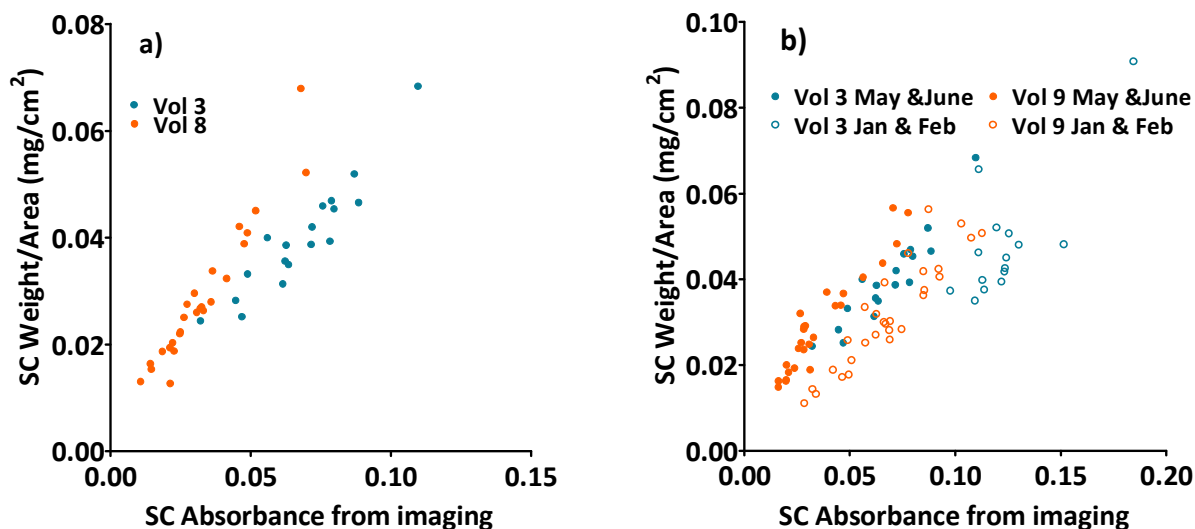 a)
Vol 3
Vol 8
0.08
0.06
0.04
0.02
0.00
SC Weight/Area (mg/cm²)
0.00 0.05 0.10 0.15
SC Absorbance from imaging
b)
Vol 3 May &June Vol 9 May &June
Vol 3 Jan & Feb Vol 9 Jan & Feb
0.10
0.08
0.06
0.04
0.02
0.00
SC Weight/Area (mg/cm²)
0.00 0.05 0.10 0.15 0.20
SC Absorbance from imaging